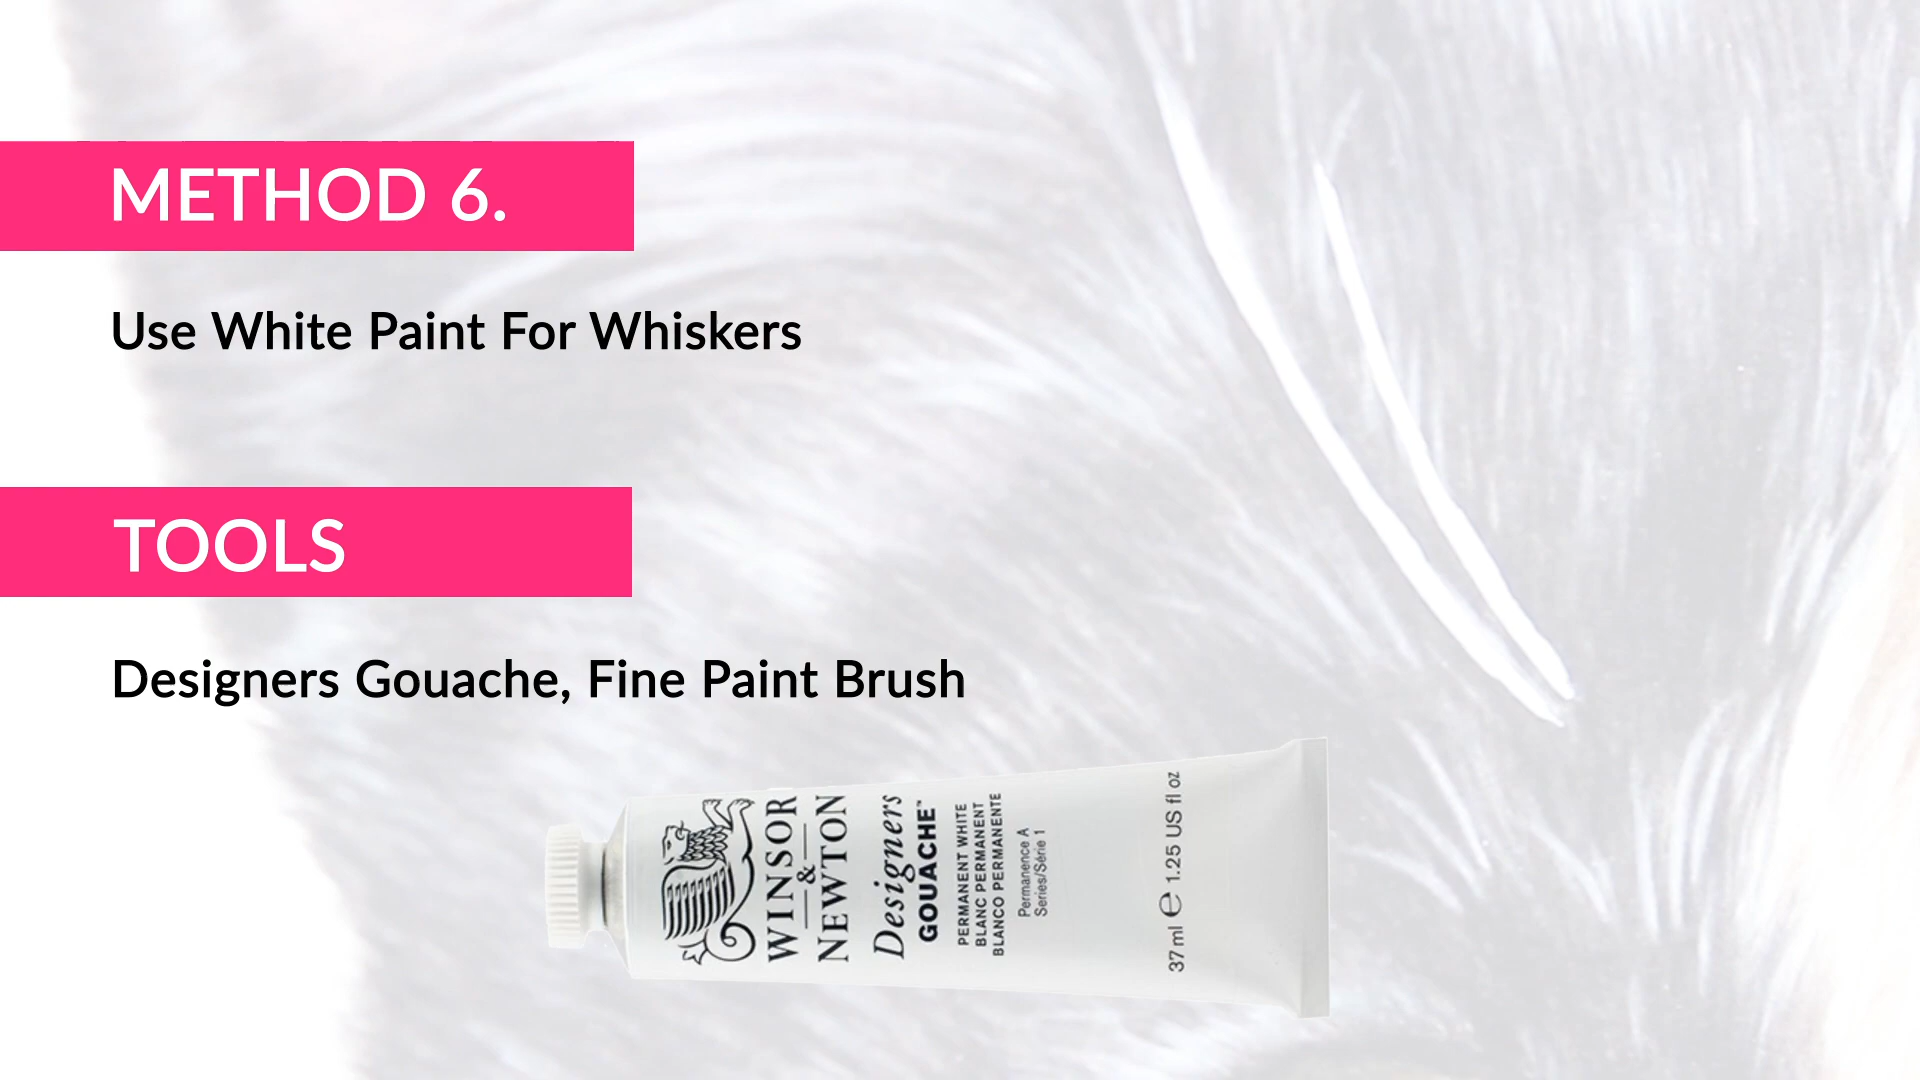 METHOD 6.
Use White Paint For Whiskers
TOOLS
Designers Gouache, Fine Paint Brush
WINSOR
&
NEWTON
Designers
GOUACHE™
PERMANENT WHITE
BLANC PERMANENT
BLANCO PERMANENTE
Permanence A
Series/Série 1
37 ml ℮ 1.25 US fl oz